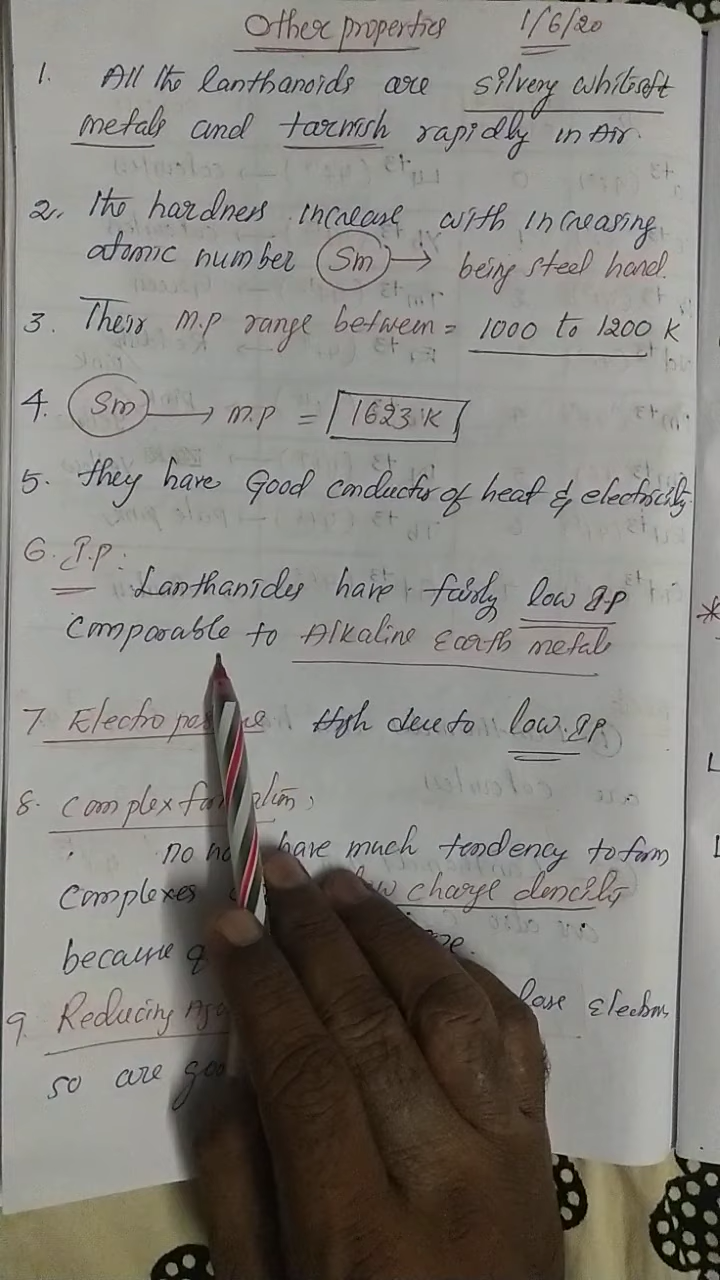 Other properties 1/6/20
1. All the lanthanoids are silvery white soft
metals and tarnish rapidly in Air.
2. The hardness increase with increasing
atomic number Sm → being steel hard.
3. Their M.P range between = 1000 to 1200 K
4. Sm → M.P = 1623 K
5. They have Good conductor of heat & electricity
6. I.P:
Lanthanides have fairly low I.P
Comparable to Alkaline Earth metals
7. Electro High due to low I.P.
8. Complex
no have much tendency to form
Complexes low charge density
because
9. Reducing lose Electrons
so are